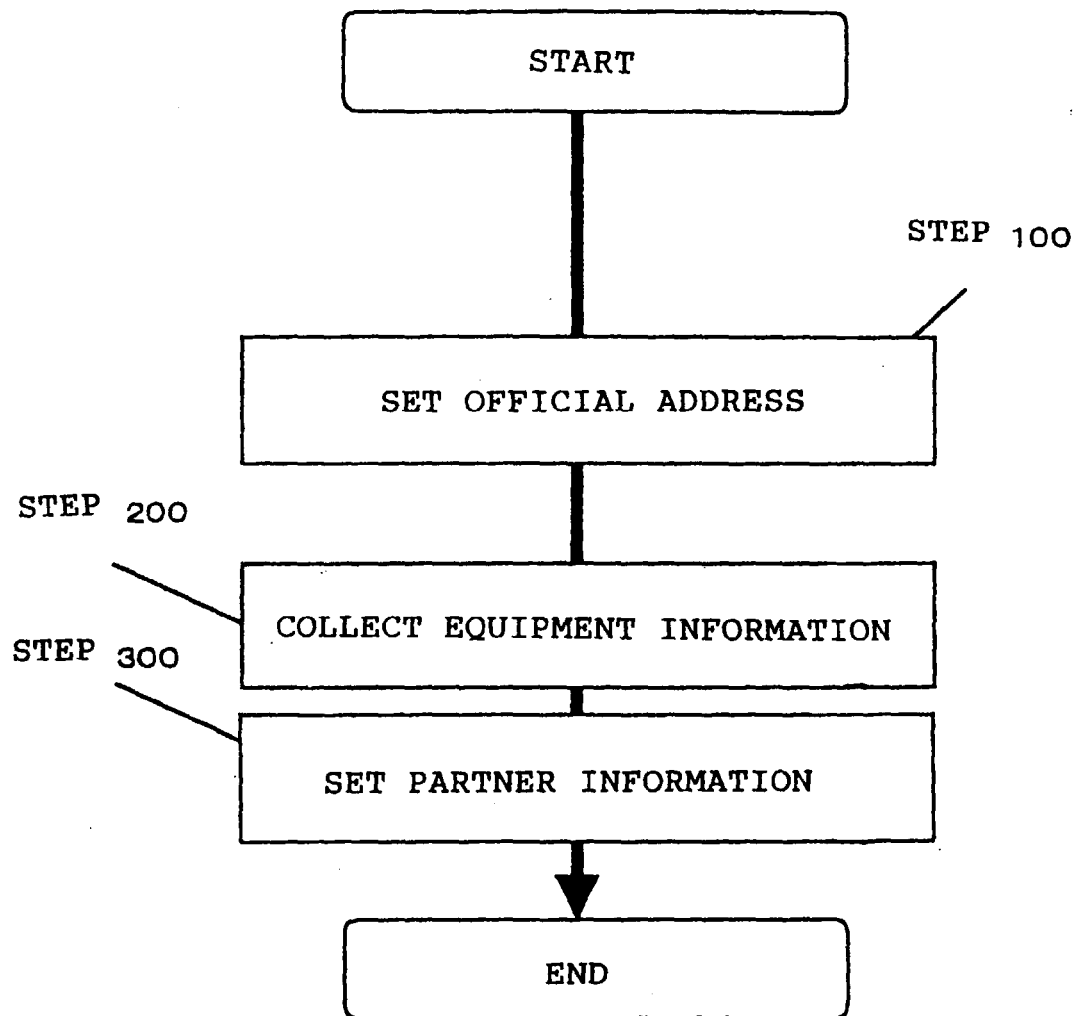 START
STEP 100
SET OFFICIAL ADDRESS
STEP 200
COLLECT EQUIPMENT INFORMATION
STEP 300
SET PARTNER INFORMATION
END